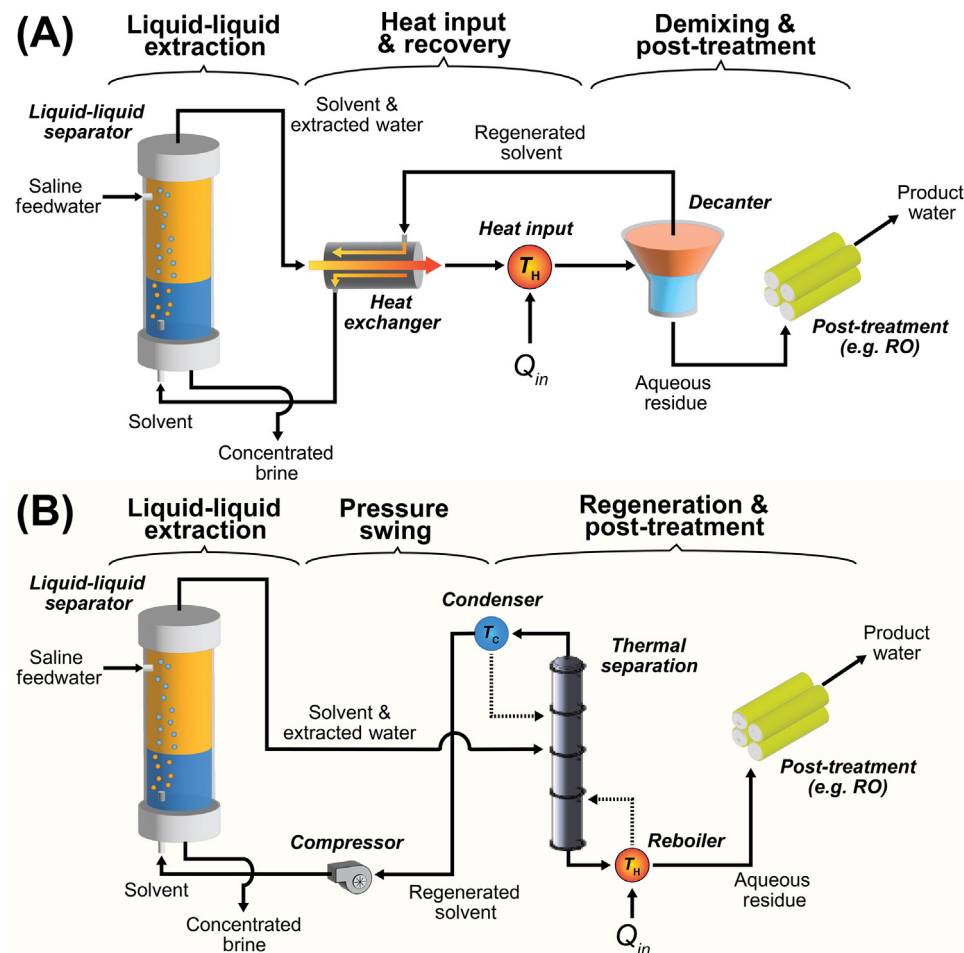 (A)
Liquid-liquid
extraction
Heat input
& recovery
Demixing &
post-treatment
Liquid-liquid
separator
Solvent &
extracted water
Regenerated
solvent
Saline
feedwater
Product
water
Decanter
Heat input
T_H
Heat
exchanger
Post-treatment
(e.g. RO)
Q_in
Aqueous
residue
Solvent
Concentrated
brine
(B)
Liquid-liquid
extraction
Pressure
swing
Regeneration &
post-treatment
Liquid-liquid
separator
Condenser
T_C
Product
water
Saline
feedwater
Thermal
separation
Solvent &
extracted water
Post-treatment
(e.g. RO)
Compressor
Reboiler
T_H
Solvent
Regenerated
solvent
Aqueous
residue
Concentrated
brine
Q_in